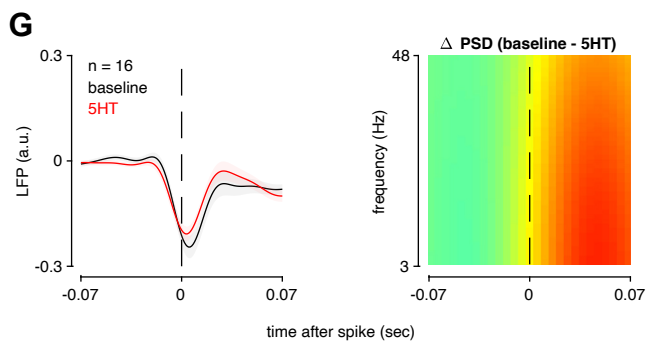 G
0.3
n = 16
baseline
5HT
0
-0.3
LFP (a.u.)
-0.07
0
0.07
Δ PSD (baseline - 5HT)
48
frequency (Hz)
3
-0.07
0
0.07
time after spike (sec)